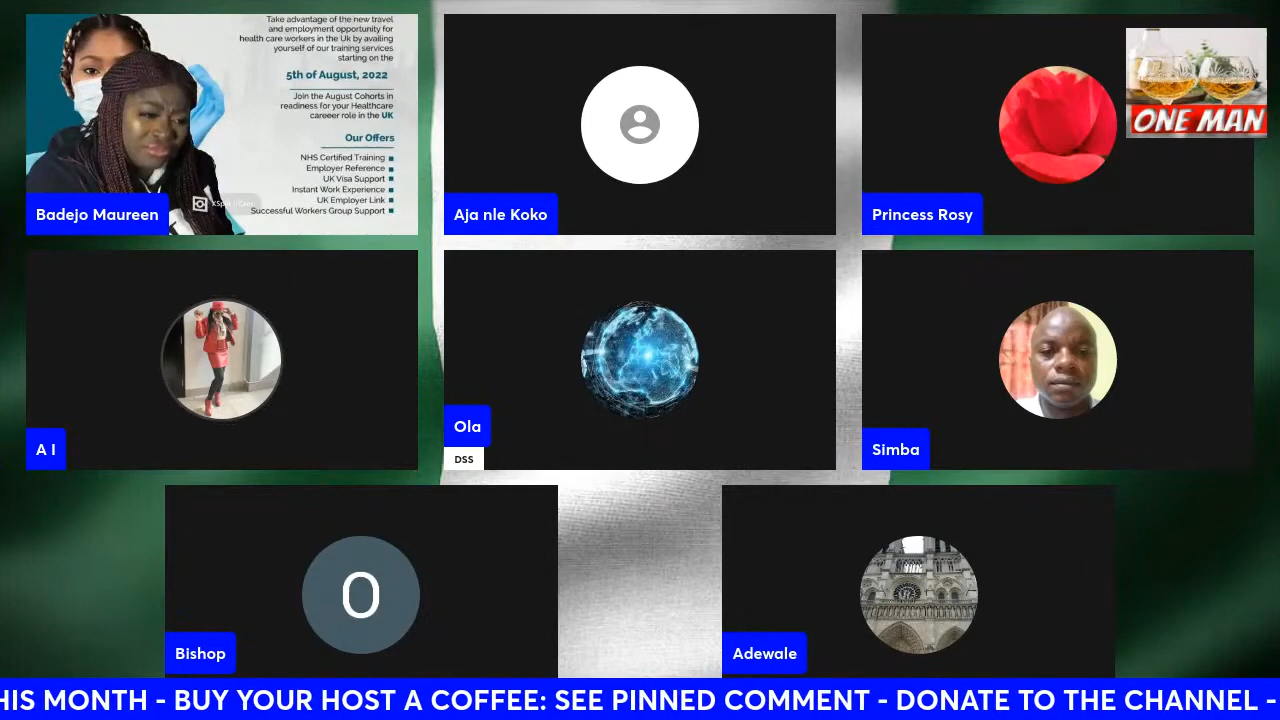 Take advantage of the new travel
and employment opportunity for
health care workers in the Uk by availing
yourself of our training services
starting on the
5th of August, 2022
Join the August Cohorts in
readiness for your Healthcare
careeer role in the UK
Our Offers
NHS Certified Training
Employer Reference
UK Visa Support
Instant Work Experience
UK Employer Link
Successful Workers Group Support
Badejo Maureen
Aja nle Koko
Princess Rosy
ONE MAN
A I
Ola
DSS
Simba
O
Bishop
Adewale
HIS MONTH - BUY YOUR HOST A COFFEE: SEE PINNED COMMENT - DONATE TO THE CHANNEL -